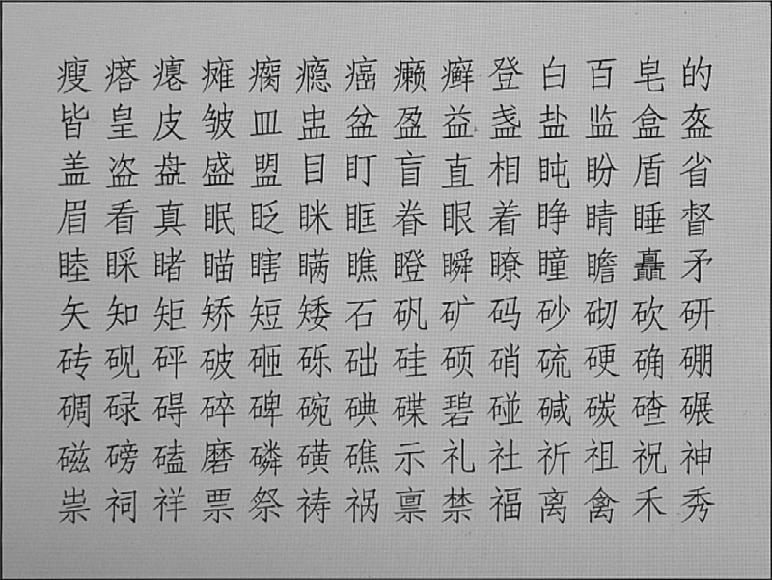 瘦瘩瘪瘫瘸瘾癌癞癣登白百皂的
皆皇皮皱皿盅盆盈益盏盐监盒盔
盖盗盘盛盟目盯盲直相盹盼盾省
眉看真眠眨眯眶眷眼着睁睛睡督
睦睬睹瞄瞎瞒瞧瞪瞬瞭瞳瞻矗矛
矢知矩矫短矮石矾矿码砂砌砍研
砖砚砰破砸砾础硅硕硝硫硬确硼
碉碌碍碎碑碗碘碟碧碰碱碳碴碾
磁磅磕磨磷磺礁示礼社祈祖祝神
祟祠祥票祭祷祸禀禁福离禽禾秀